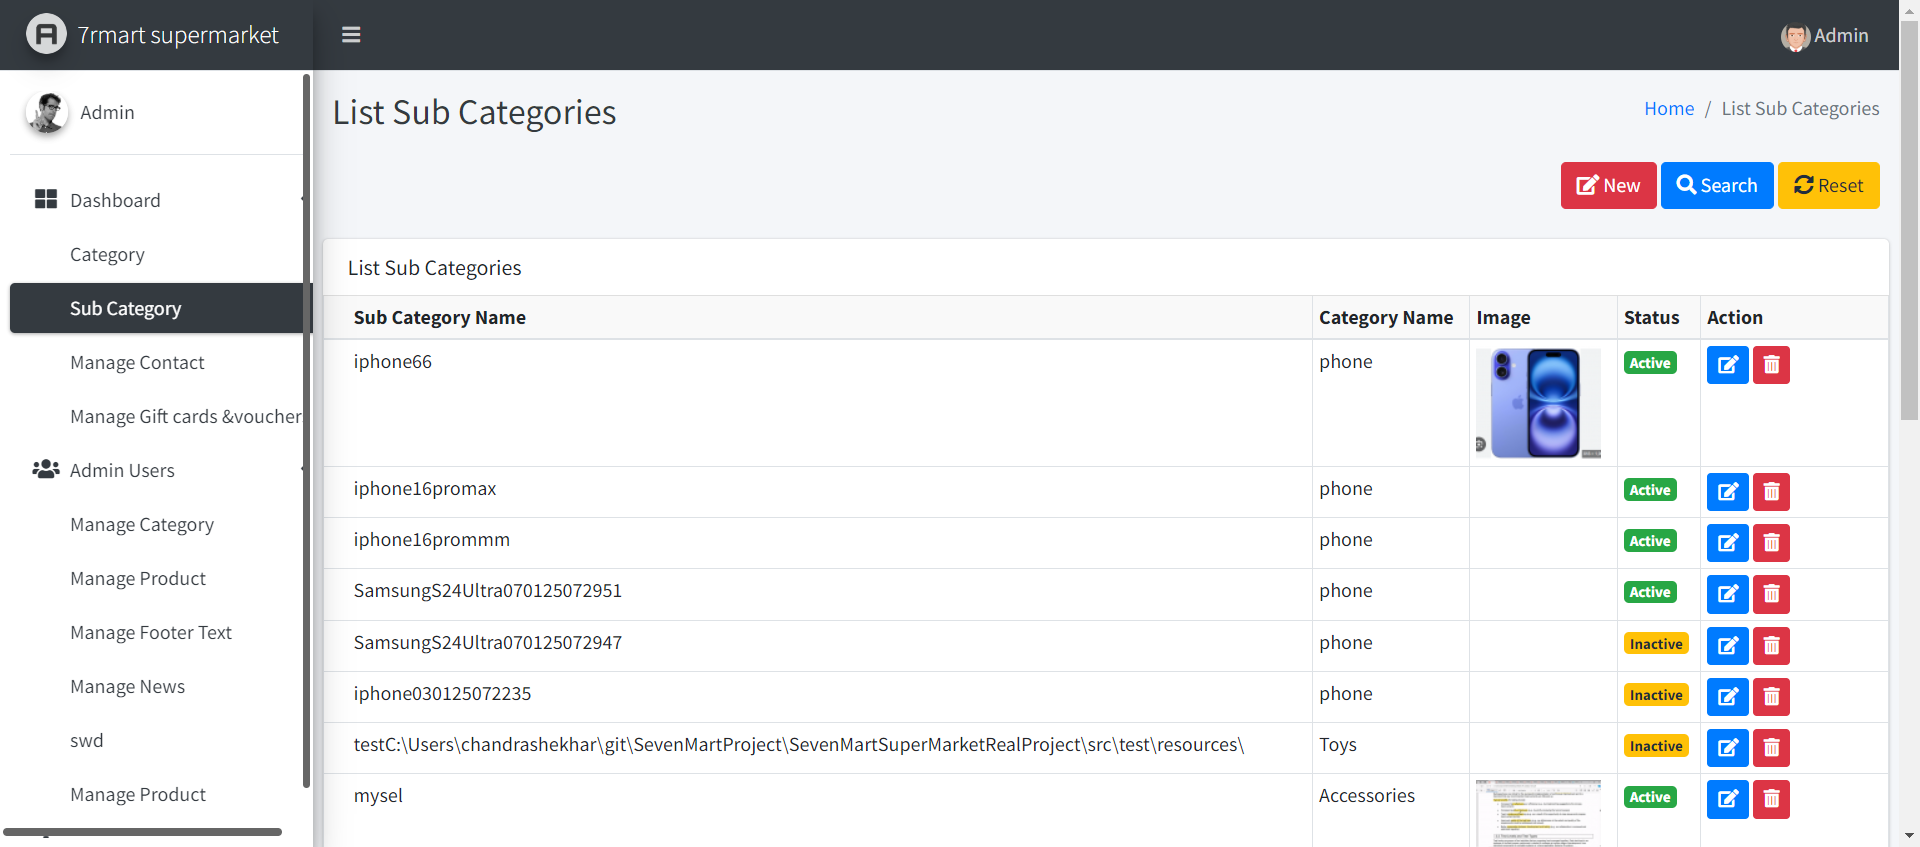 7rmart supermarket
Admin
Admin
List Sub Categories
Home / List Sub Categories
New Search Reset
Dashboard
Category
Sub Category
Manage Contact
Manage Gift cards &voucher
Admin Users
Manage Category
Manage Product
Manage Footer Text
Manage News
swd
Manage Product
List Sub Categories
Sub Category Name Category Name Image Status Action
iphone66 phone Active
iphone16promax phone Active
iphone16prommm phone Active
SamsungS24Ultra070125072951 phone Active
SamsungS24Ultra070125072947 phone Inactive
iphone030125072235 phone Inactive
testC:\Users\chandrashekhar\git\SevenMartProject\SevenMartSuperMarketRealProject\src\test\resources\ Toys Inactive
mysel Accessories Active